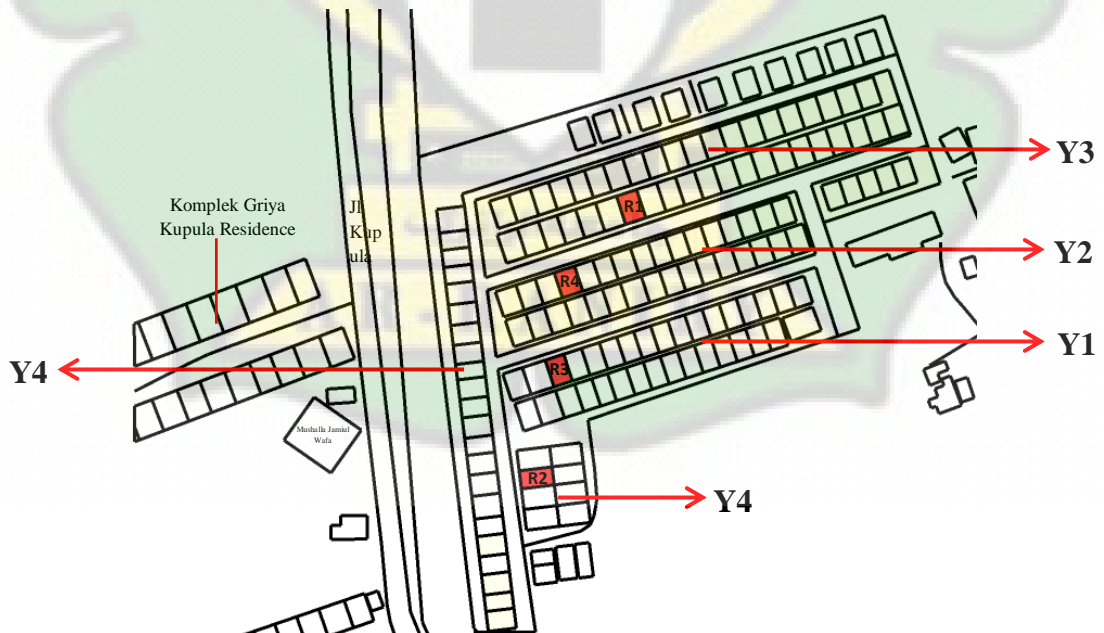 Y3
Komplek Griya
Kupula Residence
Jl
Kup
ula
R1
Y2
R4
Y1
Y4
R3
Mushalla Jamiul
Wafa
R2
Y4